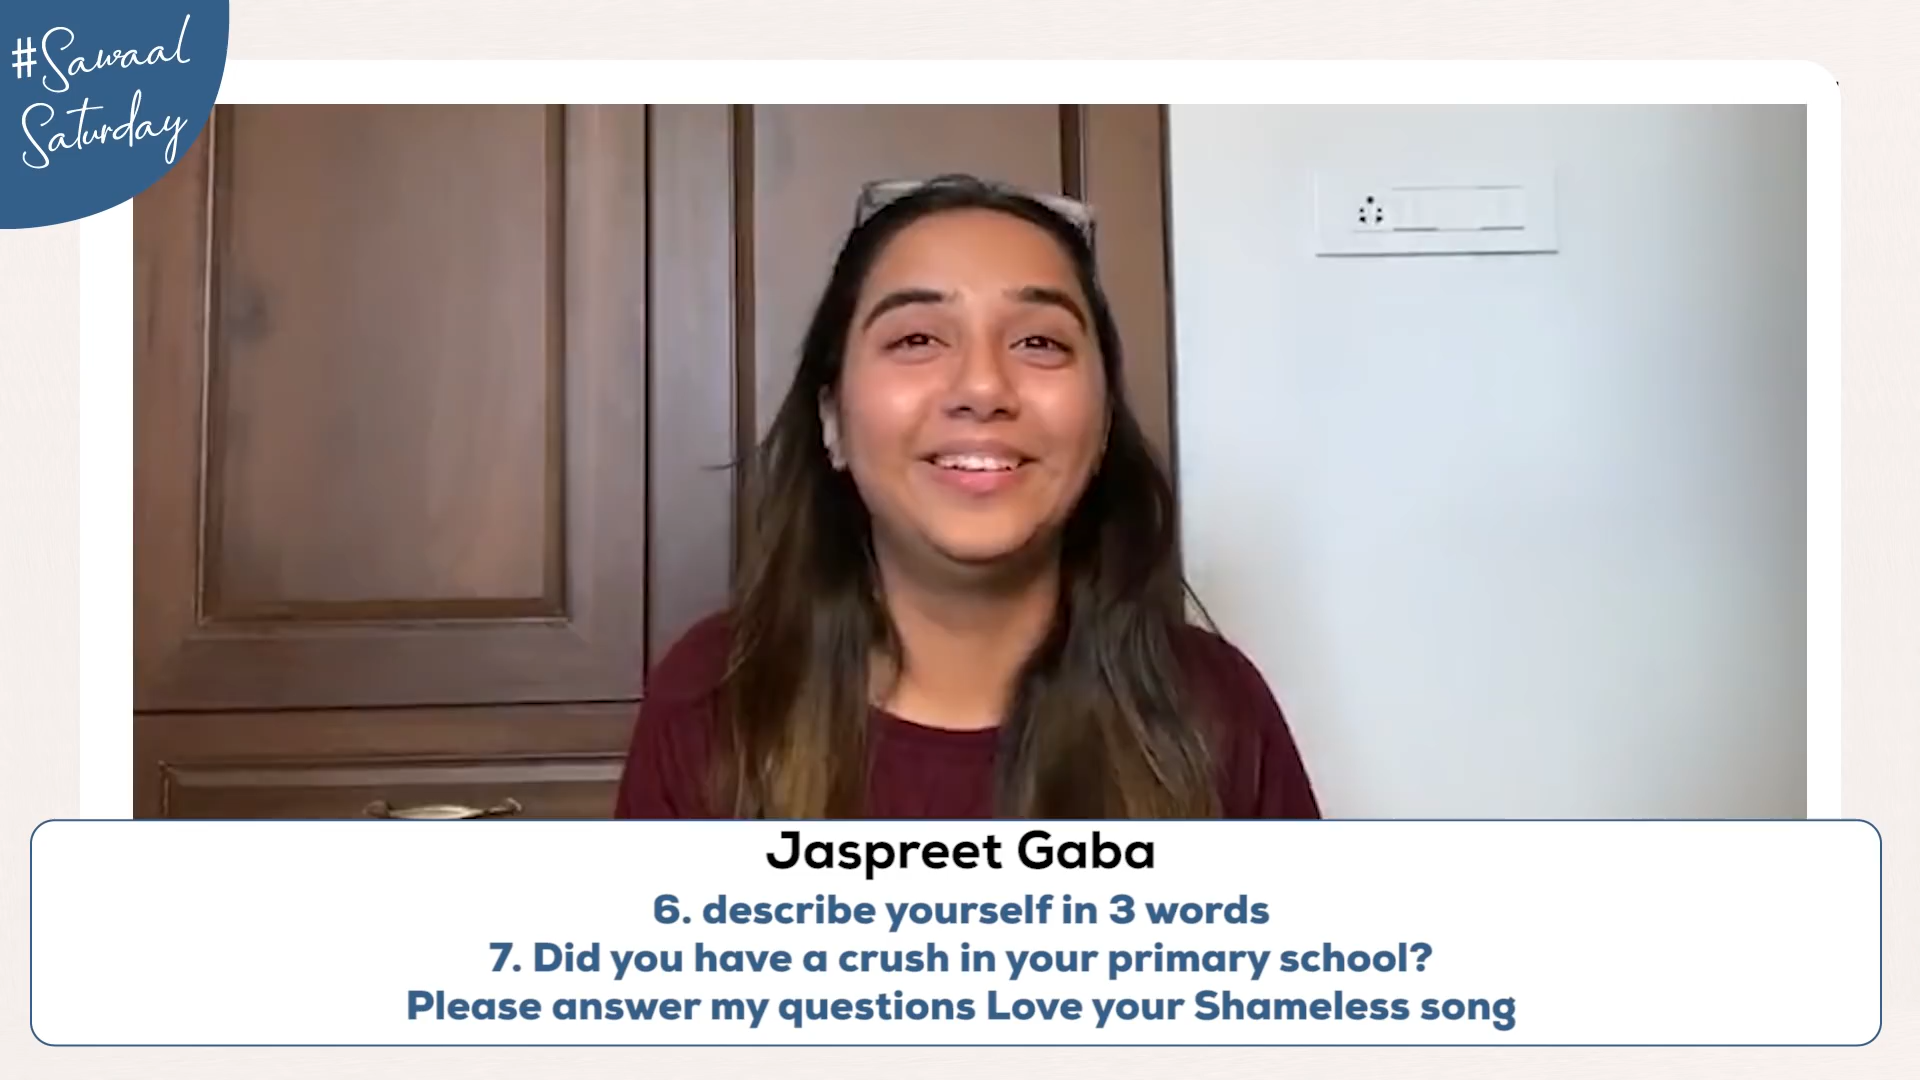 #Sawaal
Saturday
Jaspreet Gaba
6. describe yourself in 3 words
7. Did you have a crush in your primary school?
Please answer my questions Love your Shameless song